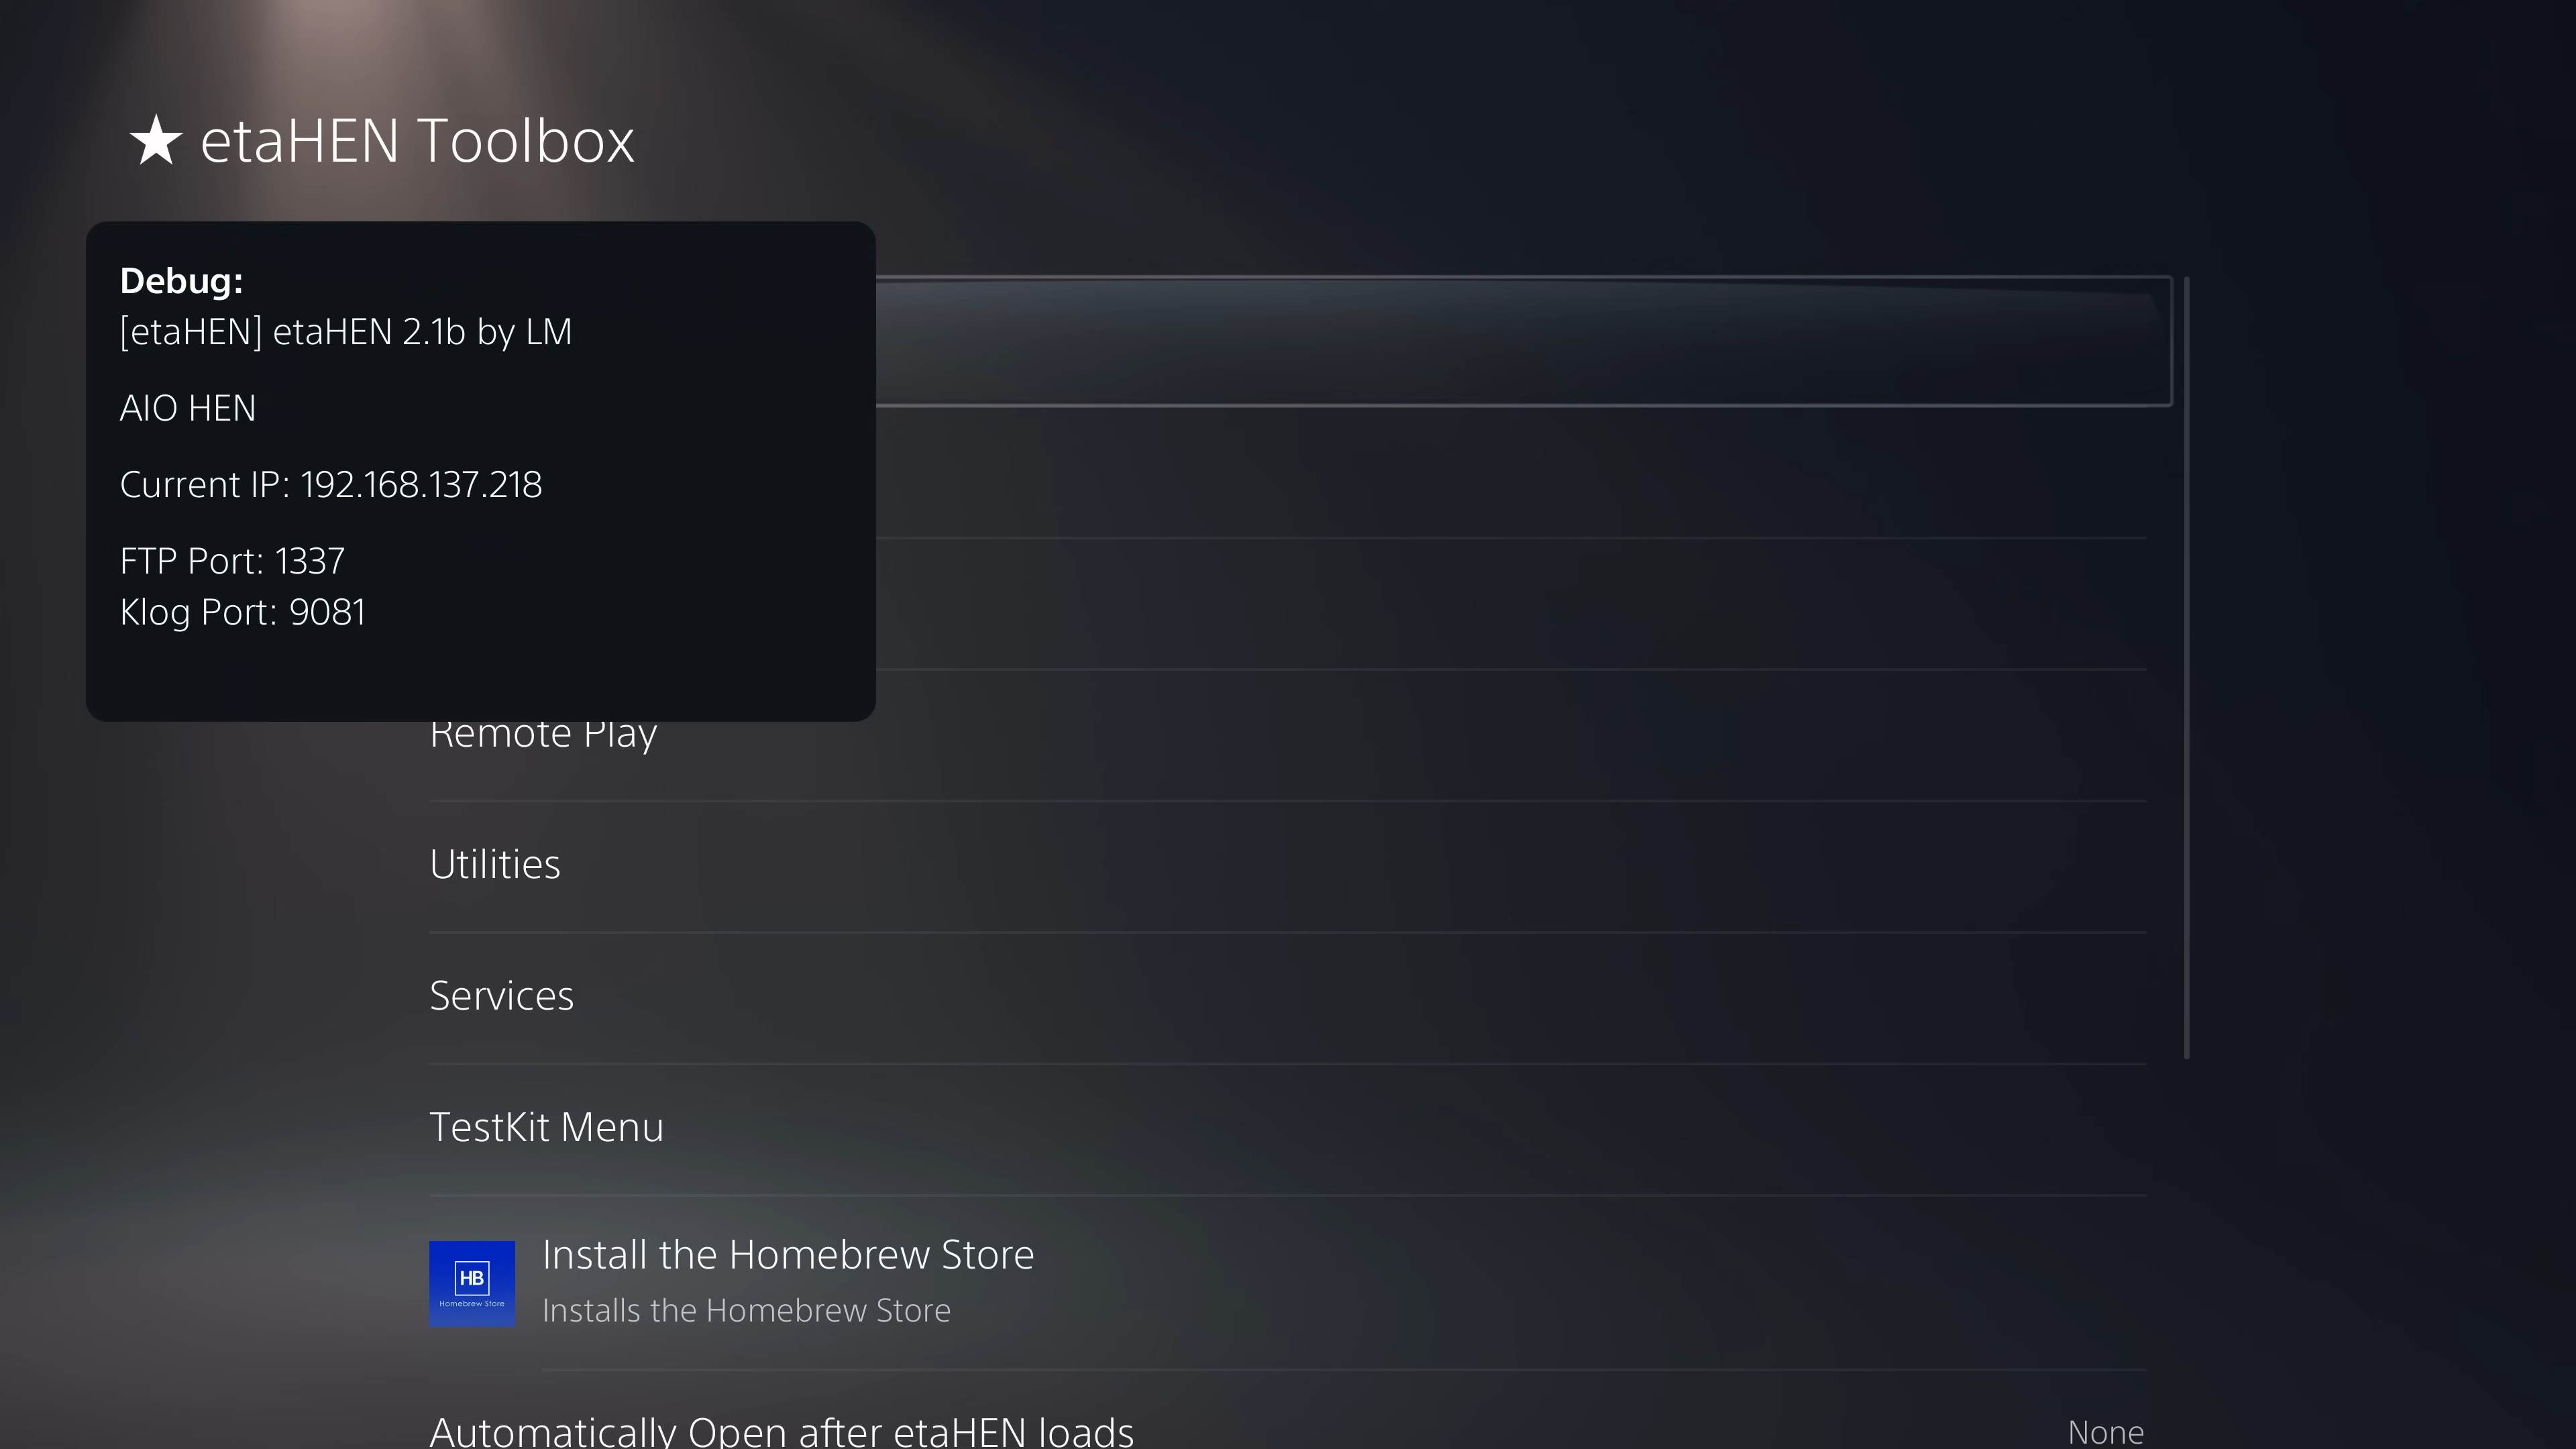 ★ etaHEN Toolbox
Debug:
[etaHEN] etaHEN 2.1b by LM
AIO HEN
Current IP: 192.168.137.218
FTP Port: 1337
Klog Port: 9081
Remote Play
Utilities
Services
TestKit Menu
HB
Homebrew Store
Install the Homebrew Store
Installs the Homebrew Store
Automatically Open after etaHEN loads
None